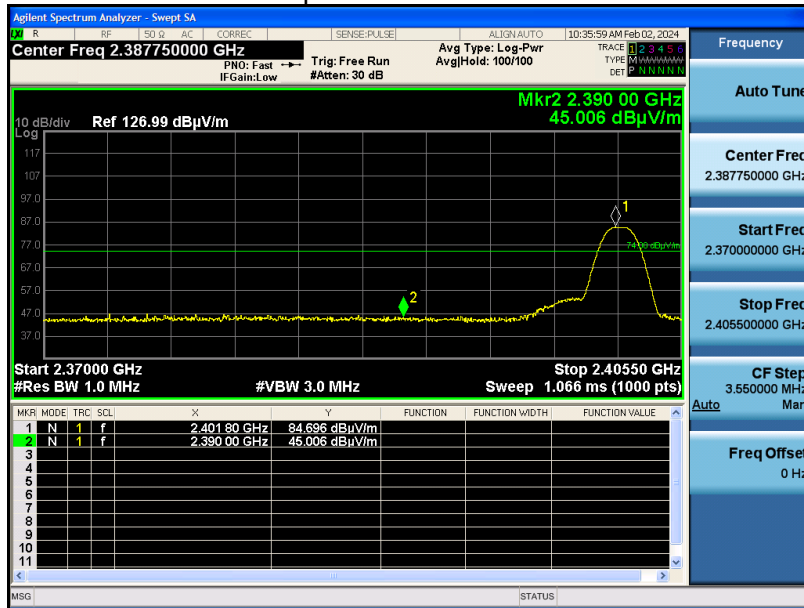 Agilent Spectrum Analyzer - Swept SA
LXI R RF 50 Ω AC CORREC SENSE:PULSE ALIGN AUTO 10:35:59 AM Feb 02, 2024
Center Freq 2.387750000 GHz Avg Type: Log-Pwr TRACE 1 2 3 4 5 6
PNO: Fast Trig: Free Run Avg|Hold: 100/100 TYPE M
IFGain:Low #Atten: 30 dB DET P N N N N N
Mkr2 2.390 00 GHz
45.006 dBµV/m
10 dB/div Ref 126.99 dBµV/m
Log
117
107
97.0
87.0
77.0
67.0
57.0
47.0
37.0
1
74.00 dBµV/m
2
Start 2.37000 GHz Stop 2.40550 GHz
#Res BW 1.0 MHz #VBW 3.0 MHz Sweep 1.066 ms (1000 pts)
MKR MODE TRC SCL X Y FUNCTION FUNCTION WIDTH FUNCTION VALUE
1 N 1 f 2.401 80 GHz 84.696 dBµV/m
2 N 1 f 2.390 00 GHz 45.006 dBµV/m
3
4
5
6
7
8
9
10
11
MSG STATUS
Frequency
Auto Tune
Center Freq
2.387750000 GHz
Start Freq
2.370000000 GHz
Stop Freq
2.405500000 GHz
CF Step
3.550000 MHz
Auto Man
Freq Offset
0 Hz